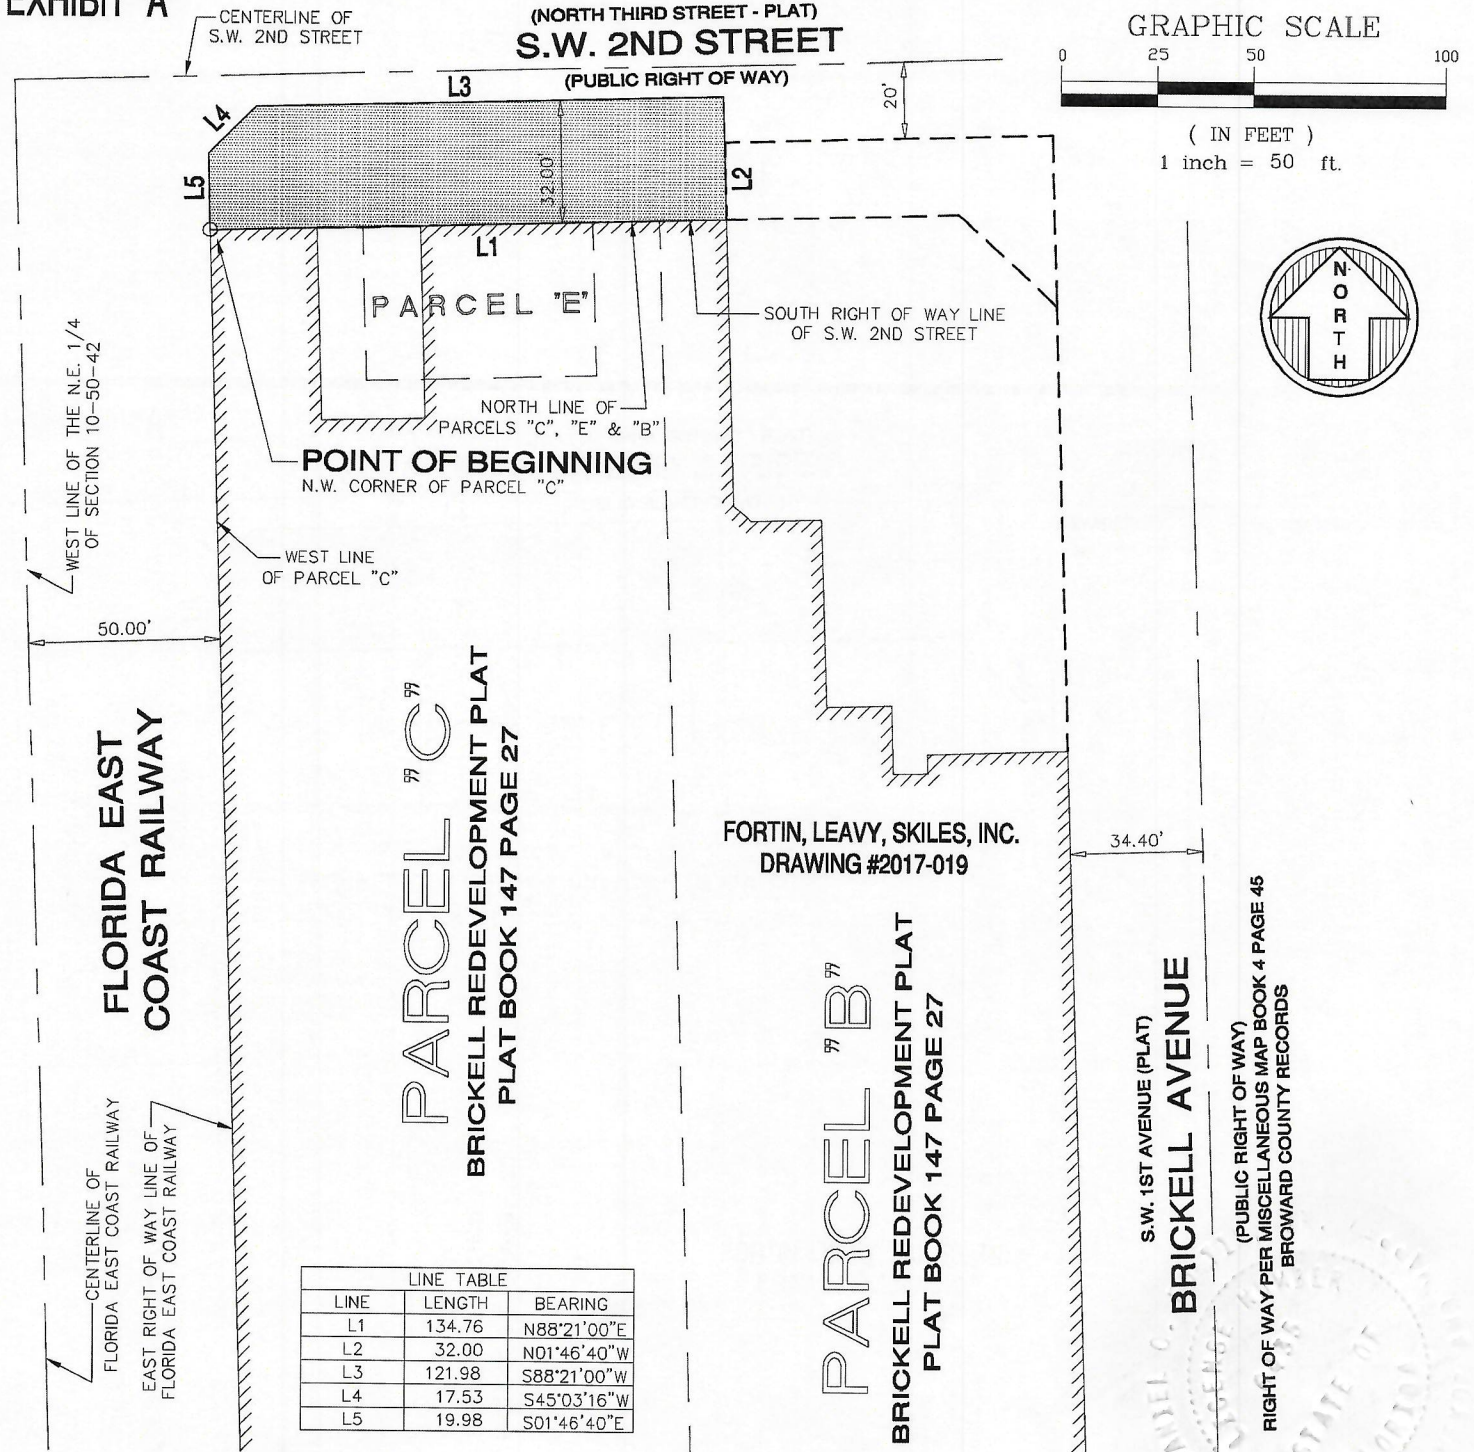 EXHIBIT A
CENTERLINE OF
S.W. 2ND STREET
(NORTH THIRD STREET - PLAT)
S.W. 2ND STREET
(PUBLIC RIGHT OF WAY)
GRAPHIC SCALE
0 25 50 100
( IN FEET )
1 inch = 50 ft.
20'
L3
L4
L5
L2
32.00'
L1
PARCEL "E"
NORTH
SOUTH RIGHT OF WAY LINE
OF S.W. 2ND STREET
NORTH LINE OF
PARCELS "C", "E" & "B"
POINT OF BEGINNING
N.W. CORNER OF PARCEL "C"
WEST LINE OF THE N.E. 1/4
OF SECTION 10-50-42
WEST LINE
OF PARCEL "C"
50.00'
FLORIDA EAST
COAST RAILWAY
PARCEL "C"
BRICKELL REDEVELOPMENT PLAT
PLAT BOOK 147 PAGE 27
FORTIN, LEAVY, SKILES, INC.
DRAWING #2017-019
34.40'
PARCEL "B"
BRICKELL REDEVELOPMENT PLAT
PLAT BOOK 147 PAGE 27
S.W. 1ST AVENUE (PLAT)
BRICKELL AVENUE
(PUBLIC RIGHT OF WAY)
RIGHT OF WAY PER MISCELLANEOUS MAP BOOK 4 PAGE 45
BROWARD COUNTY RECORDS
CENTERLINE OF
FLORIDA EAST COAST RAILWAY
EAST RIGHT OF WAY LINE OF
FLORIDA EAST COAST RAILWAY
LINE TABLE
LINE LENGTH BEARING
L1 134.76 N88°21'00"E
L2 32.00 N01°46'40"W
L3 121.98 S88°21'00"W
L4 17.53 S45°03'16"W
L5 19.98 S01°46'40"E
STATE OF